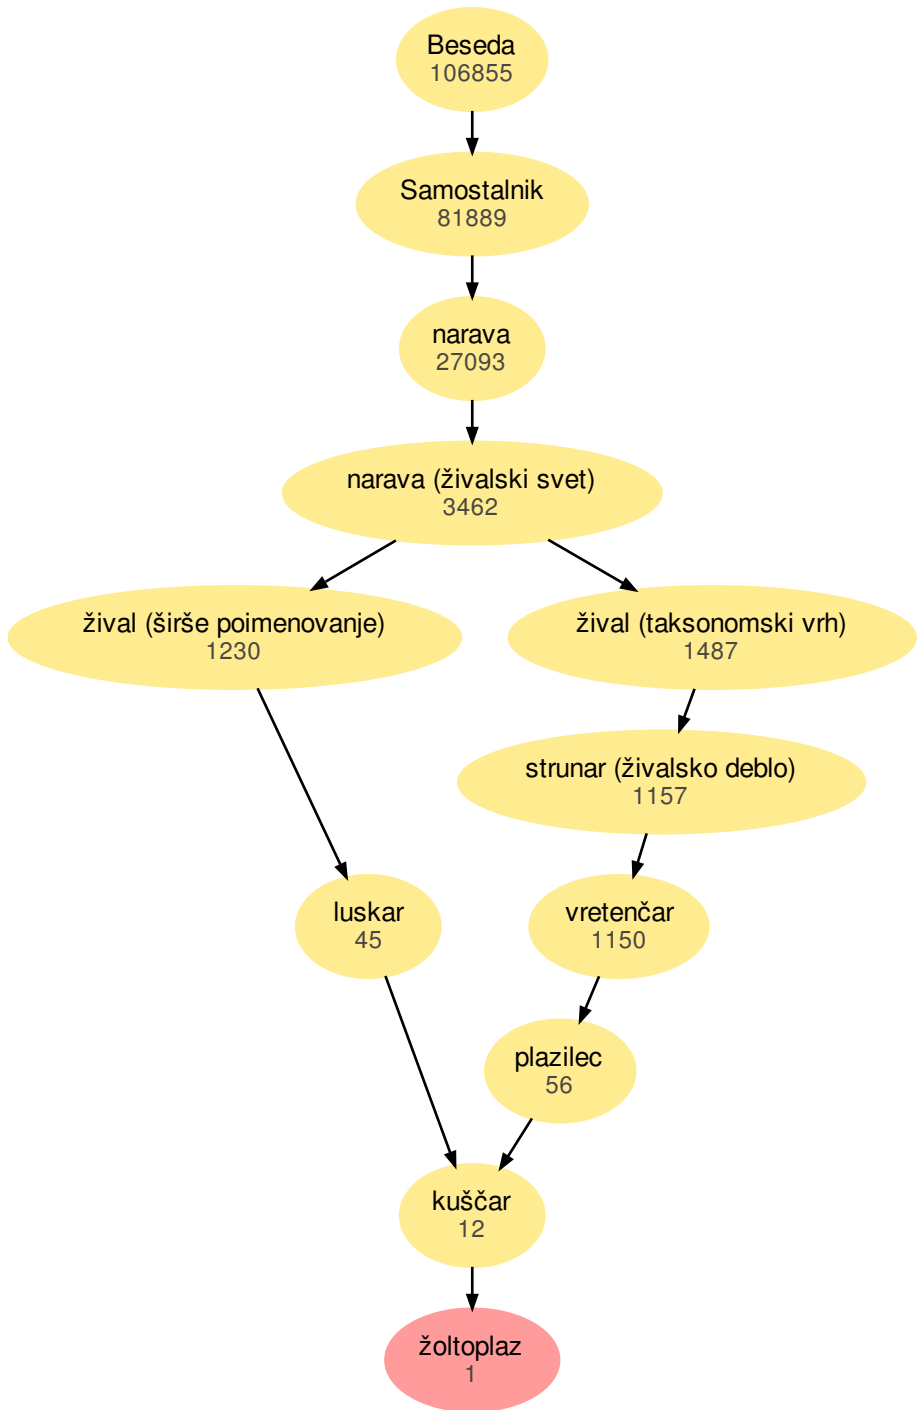 Beseda
106855
Samostalnik
81889
narava
27093
narava (živalski svet)
3462
žival (širše poimenovanje)
1230
žival (taksonomski vrh)
1487
strunar (živalsko deblo)
1157
luskar
45
vretenčar
1150
plazilec
56
kuščar
12
žoltoplaz
1